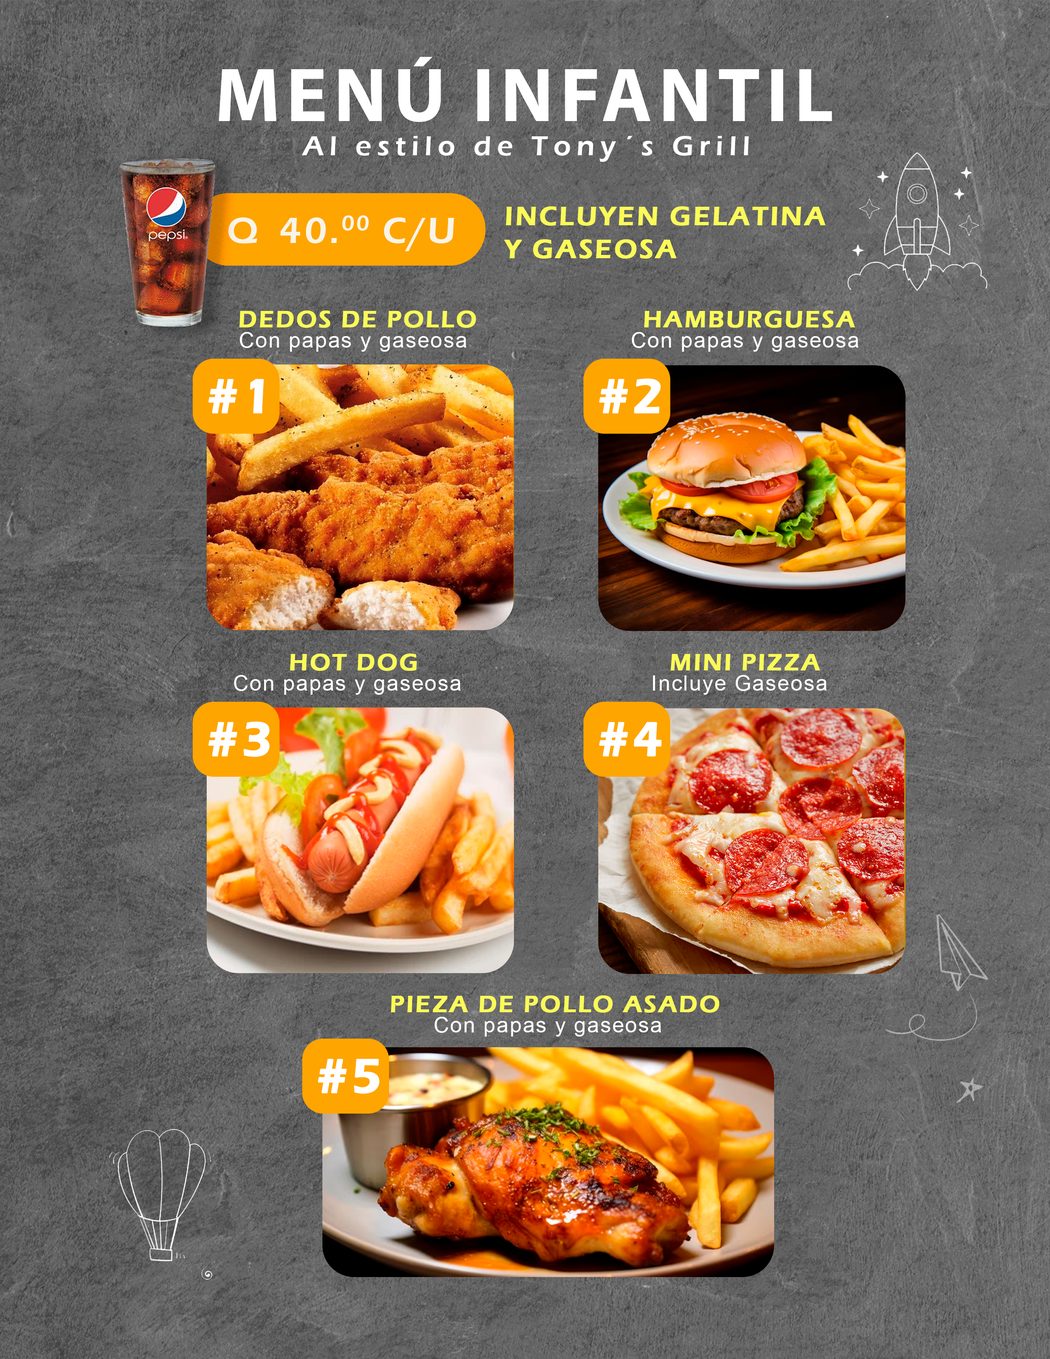 MENÚ INFANTIL
Al estilo de Tony´s Grill
pepsi
Q 40.00 C/U
INCLUYEN GELATINA
Y GASEOSA
DEDOS DE POLLO
Con papas y gaseosa
#1
HAMBURGUESA
Con papas y gaseosa
#2
HOT DOG
Con papas y gaseosa
#3
MINI PIZZA
Incluye Gaseosa
#4
PIEZA DE POLLO ASADO
Con papas y gaseosa
#5